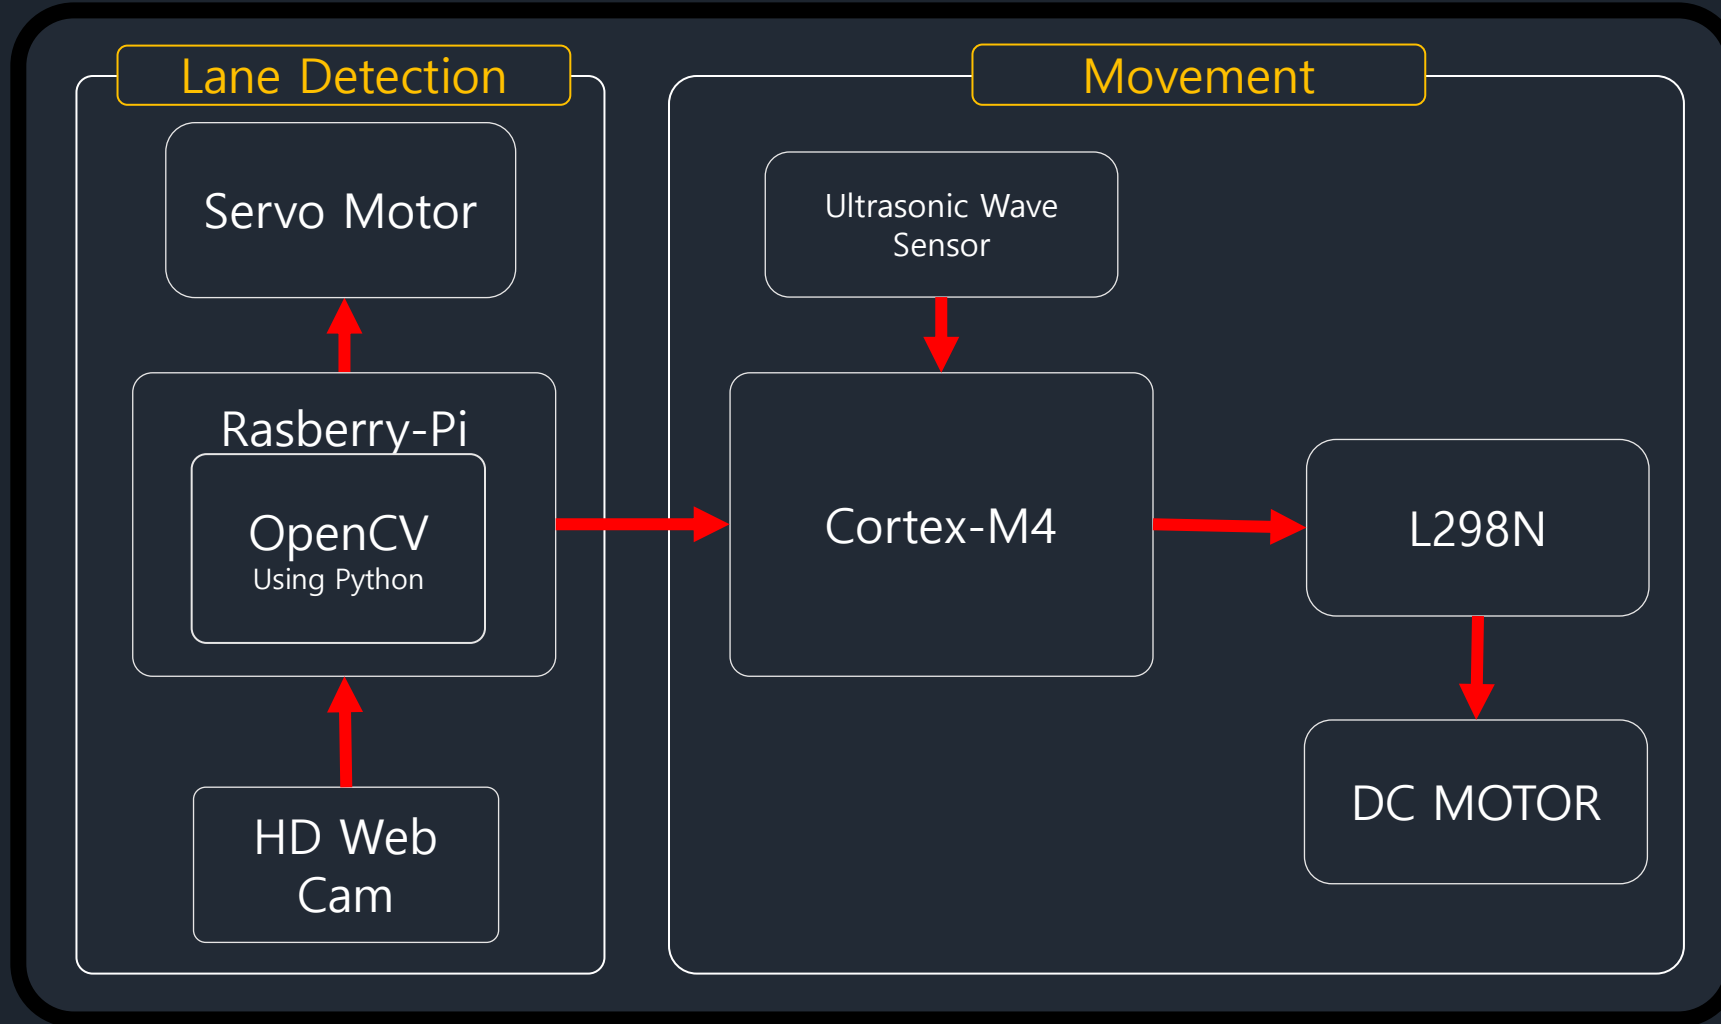 Lane Detection
Servo Motor
Rasberry-Pi
OpenCV
Using Python
HD Web
Cam
Movement
Ultrasonic Wave
Sensor
Cortex-M4
L298N
DC MOTOR